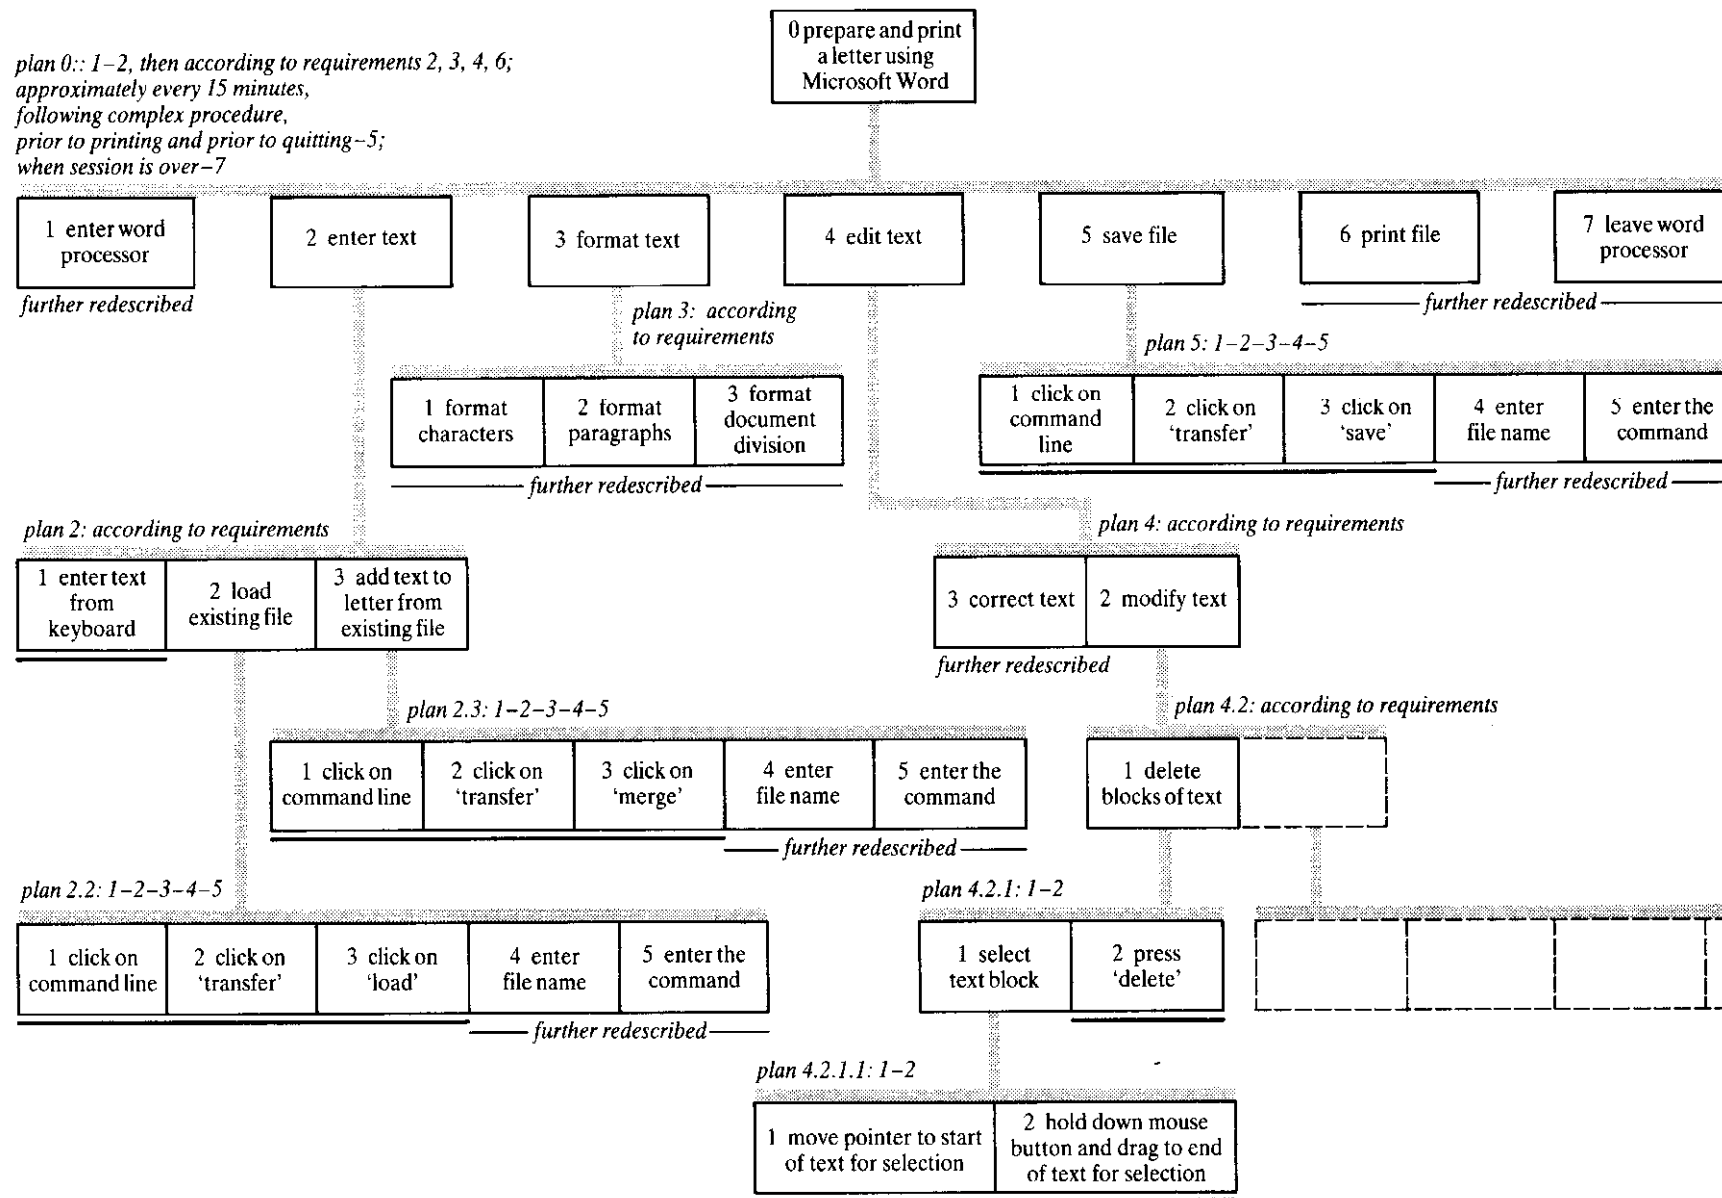 0 prepare and print
a letter using
Microsoft Word
plan 0:: 1–2, then according to requirements 2, 3, 4, 6;
approximately every 15 minutes,
following complex procedure,
prior to printing and prior to quitting–5;
when session is over–7
1 enter word
processor
further redescribed
2 enter text
3 format text
4 edit text
5 save file
6 print file
7 leave word
processor
further redescribed
plan 3: according
to requirements
1 format
characters
2 format
paragraphs
3 format
document
division
further redescribed
plan 5: 1–2–3–4–5
1 click on
command
line
2 click on
‘transfer’
3 click on
‘save’
4 enter
file name
5 enter the
command
further redescribed
plan 2: according to requirements
1 enter text
from
keyboard
2 load
existing file
3 add text to
letter from
existing file
plan 4: according to requirements
3 correct text
2 modify text
further redescribed
plan 2.3: 1–2–3–4–5
1 click on
command line
2 click on
‘transfer’
3 click on
‘merge’
4 enter
file name
5 enter the
command
further redescribed
plan 4.2: according to requirements
1 delete
blocks of text
plan 2.2: 1–2–3–4–5
1 click on
command line
2 click on
‘transfer’
3 click on
‘load’
4 enter
file name
5 enter the
command
further redescribed
plan 4.2.1: 1–2
1 select
text block
2 press
‘delete’
plan 4.2.1.1: 1–2
1 move pointer to start
of text for selection
2 hold down mouse
button and drag to end
of text for selection